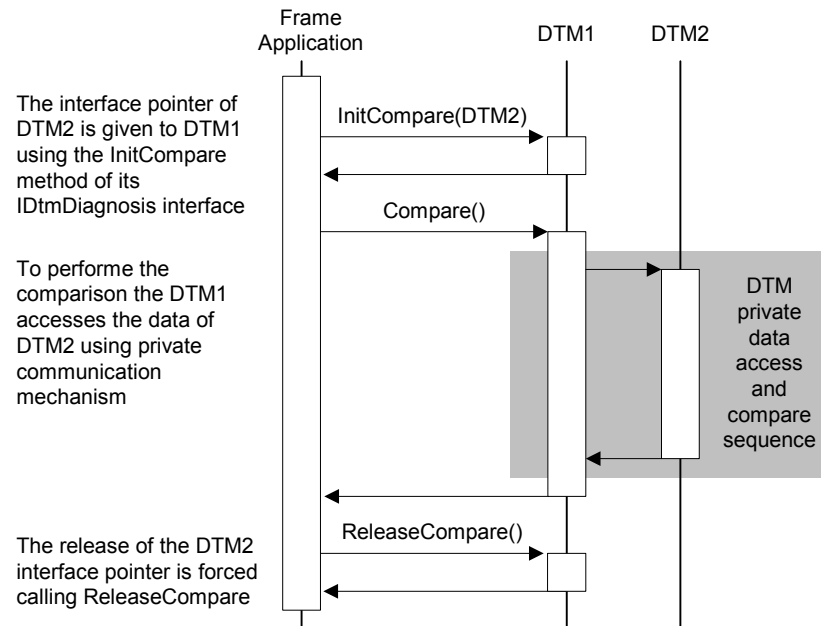 Frame
Application
DTM1
DTM2
The interface pointer of
DTM2 is given to DTM1
using the InitCompare
method of its
IDtmDiagnosis interface
InitCompare(DTM2)
Compare()
To performe the
comparison the DTM1
accesses the data of
DTM2 using private
communication
mechanism
DTM
private
data
access
and
compare
sequence
ReleaseCompare()
The release of the DTM2
interface pointer is forced
calling ReleaseCompare